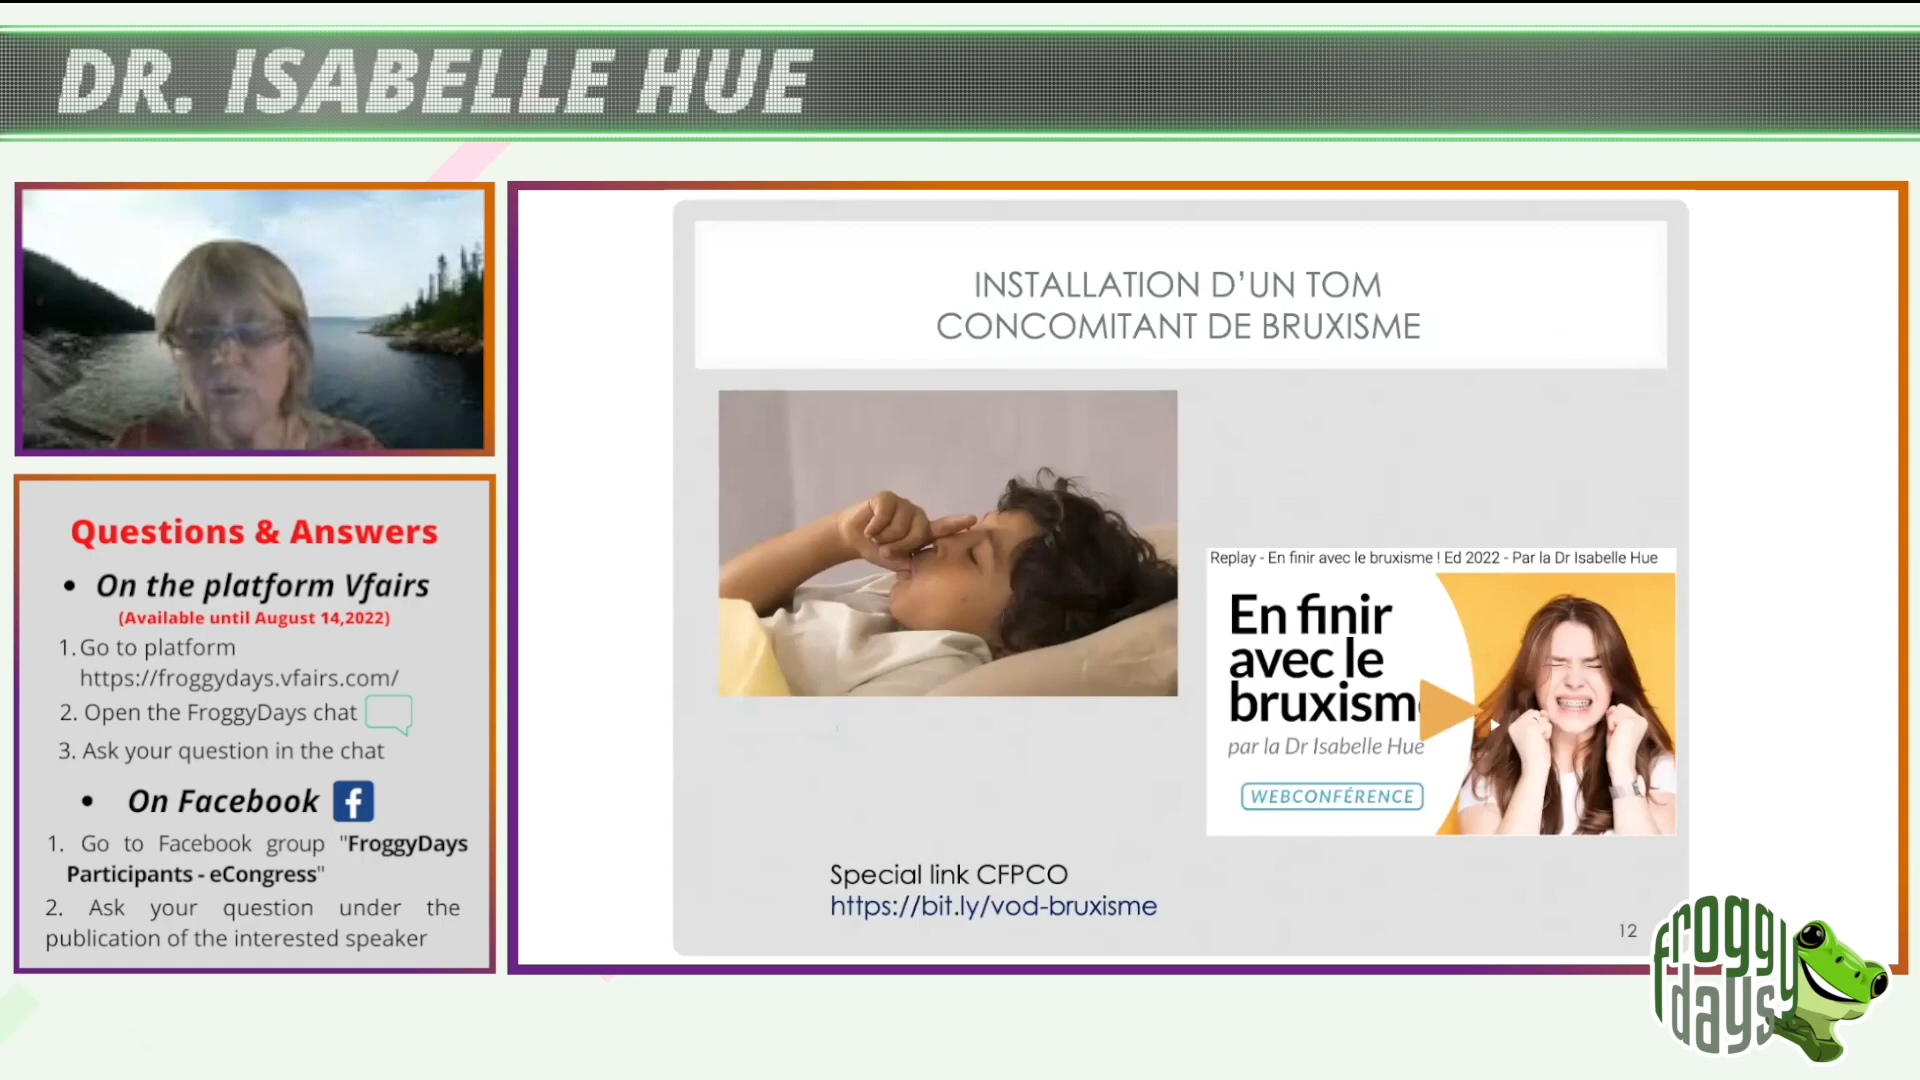 DR. ISABELLE HUE
Questions & Answers
• On the platform Vfairs
(Available until August 14,2022)
1. Go to platform
https://froggydays.vfairs.com/
2. Open the FroggyDays chat
3. Ask your question in the chat
• On Facebook
1. Go to Facebook group "FroggyDays
Participants - eCongress"
2. Ask your question under the
publication of the interested speaker
INSTALLATION D’UN TOM
CONCOMITANT DE BRUXISME
Replay - En finir avec le bruxisme ! Ed 2022 - Par la Dr Isabelle Hue
En finir
avec le
bruxism
par la Dr Isabelle Hue
WEBCONFÉRENCE
Special link CFPCO
https://bit.ly/vod-bruxisme
12
froggy
days